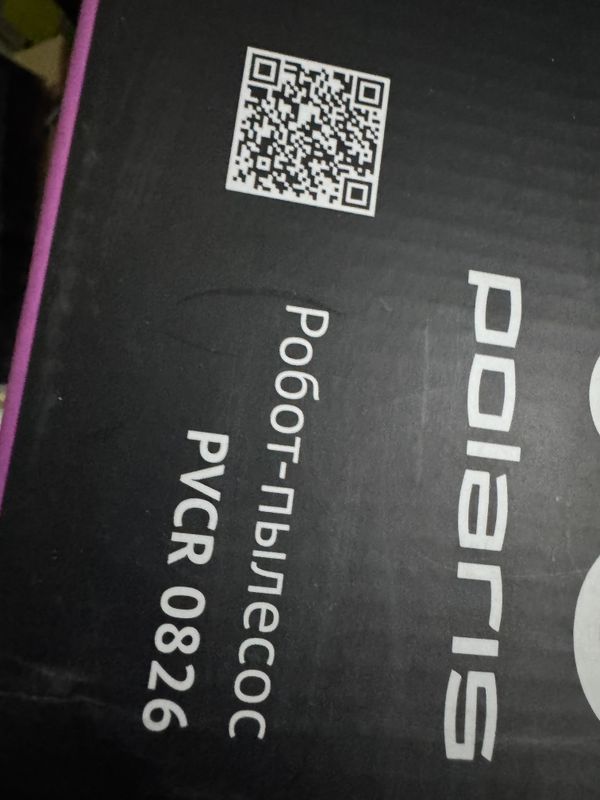 polaris
Робот-пылесос
PVCR 0826